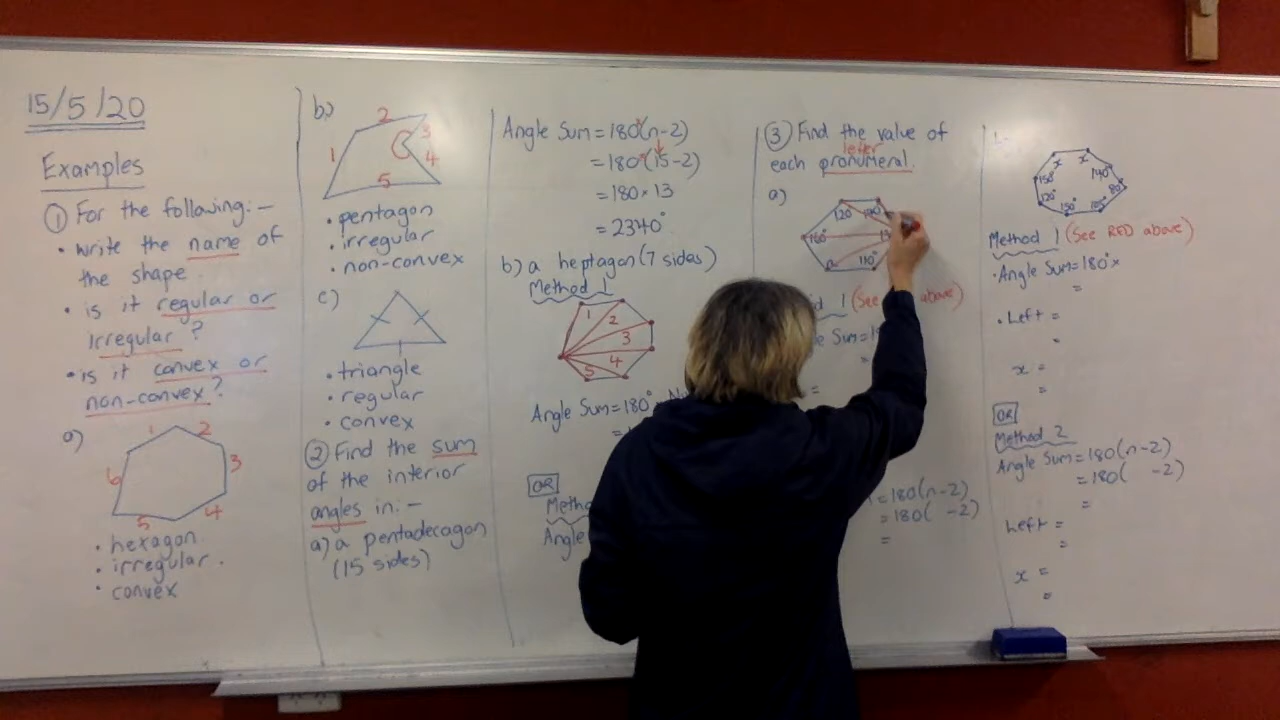 15/5/20
Examples
① For the following:-
• write the name of
the shape
• is it regular or
irregular?
• is it convex or
non-convex?
a)
1
2
3
4
5
6
• hexagon
• irregular.
• convex
b)
1
2
3
4
5
• pentagon
• irregular
• non-convex
c)
• triangle
• regular
• convex
② Find the sum
of the interior
angles in:-
a) a pentadecagon
(15 sides)
Angle Sum = 180°(n-2)
= 180°(15-2)
= 180×13
= 2340°
b) a heptagon (7 sides)
Method 1
1
2
3
4
5
Angle Sum = 180°×
OR
Angle
③ Find the value of
letter
each pronumeral.
a)
120°
160°
110°
1 (See above)
= 180(n-2)
= 180( -2)
=
x
x
150°
140°
120°
80°
150°
Method 1 (See RED above)
• Angle Sum = 180°×
=
• Left =
x =
=
OR
Method 2
Angle Sum = 180(n-2)
= 180( -2)
=
Left =
=
x =
=